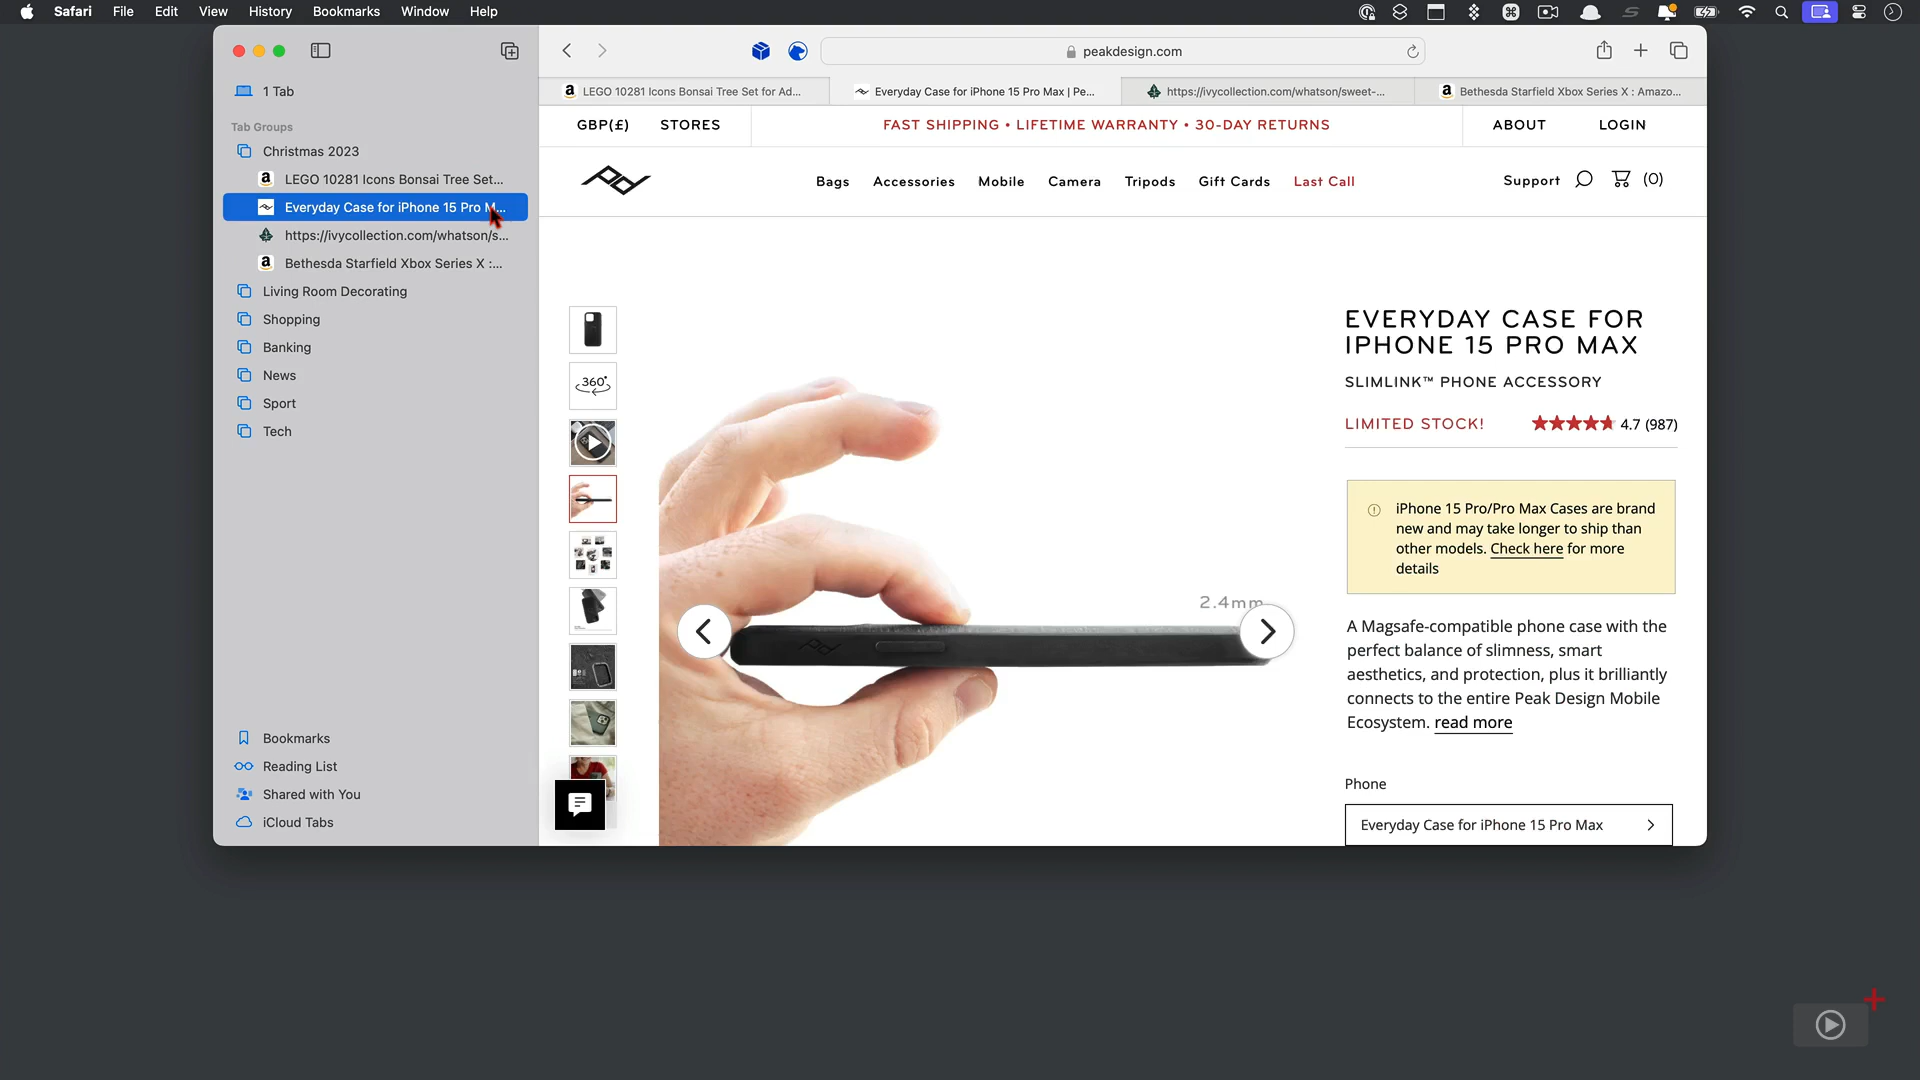 Safari File Edit View History Bookmarks Window Help
peakdesign.com
1 Tab
Tab Groups
Christmas 2023
LEGO 10281 Icons Bonsai Tree Set...
Everyday Case for iPhone 15 Pro M...
https://ivycollection.com/whatson/s...
Bethesda Starfield Xbox Series X :...
Living Room Decorating
Shopping
Banking
News
Sport
Tech
Bookmarks
Reading List
Shared with You
iCloud Tabs
LEGO 10281 Icons Bonsai Tree Set for Ad...
Everyday Case for iPhone 15 Pro Max | Pe...
https://ivycollection.com/whatson/sweet-...
Bethesda Starfield Xbox Series X : Amazo...
GBP(£) STORES
FAST SHIPPING • LIFETIME WARRANTY • 30-DAY RETURNS
ABOUT LOGIN
Bags Accessories Mobile Camera Tripods Gift Cards Last Call
Support (0)
360°
2.4mm
EVERYDAY CASE FOR
IPHONE 15 PRO MAX
SLIMLINK™ PHONE ACCESSORY
LIMITED STOCK! 4.7 (987)
iPhone 15 Pro/Pro Max Cases are brand
new and may take longer to ship than
other models. Check here for more
details
A Magsafe-compatible phone case with the
perfect balance of slimness, smart
aesthetics, and protection, plus it brilliantly
connects to the entire Peak Design Mobile
Ecosystem. read more
Phone
Everyday Case for iPhone 15 Pro Max